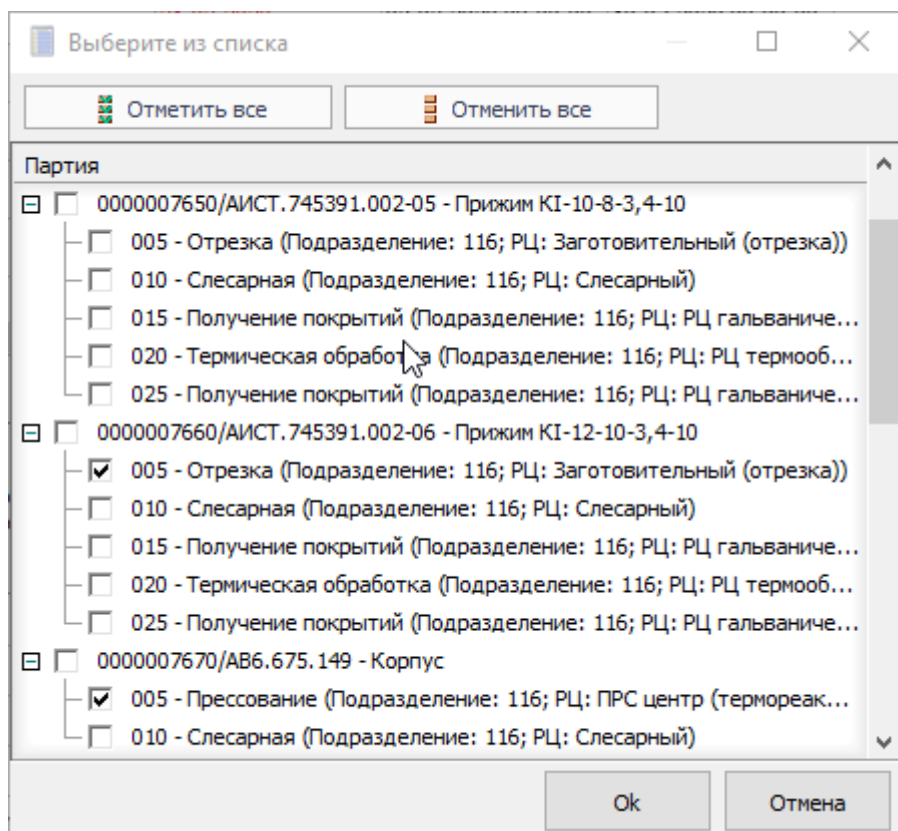 Выберите из списка
Отметить все Отменить все
Партия
0000007650/АИСТ.745391.002-05 - Прижим KI-10-8-3,4-10
005 - Отрезка (Подразделение: 116; РЦ: Заготовительный (отрезка))
010 - Слесарная (Подразделение: 116; РЦ: Слесарный)
015 - Получение покрытий (Подразделение: 116; РЦ: РЦ гальваниче...
020 - Термическая обработка (Подразделение: 116; РЦ: РЦ термооб...
025 - Получение покрытий (Подразделение: 116; РЦ: РЦ гальваниче...
0000007660/АИСТ.745391.002-06 - Прижим KI-12-10-3,4-10
005 - Отрезка (Подразделение: 116; РЦ: Заготовительный (отрезка))
010 - Слесарная (Подразделение: 116; РЦ: Слесарный)
015 - Получение покрытий (Подразделение: 116; РЦ: РЦ гальваниче...
020 - Термическая обработка (Подразделение: 116; РЦ: РЦ термооб...
025 - Получение покрытий (Подразделение: 116; РЦ: РЦ гальваниче...
0000007670/АВ6.675.149 - Корпус
005 - Прессование (Подразделение: 116; РЦ: ПРС центр (термореак...
010 - Слесарная (Подразделение: 116; РЦ: Слесарный)
Ok Отмена